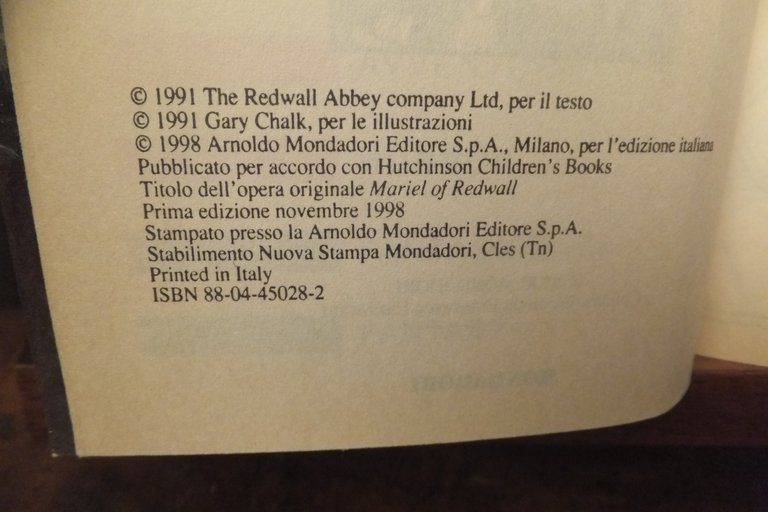 © 1991 The Redwall Abbey company Ltd, per il testo
© 1991 Gary Chalk, per le illustrazioni
© 1998 Arnoldo Mondadori Editore S.p.A., Milano, per l'edizione italiana
Pubblicato per accordo con Hutchinson Children's Books
Titolo dell'opera originale Mariel of Redwall
Prima edizione novembre 1998
Stampato presso la Arnoldo Mondadori Editore S.p.A.
Stabilimento Nuova Stampa Mondadori, Cles (Tn)
Printed in Italy
ISBN 88-04-45028-2